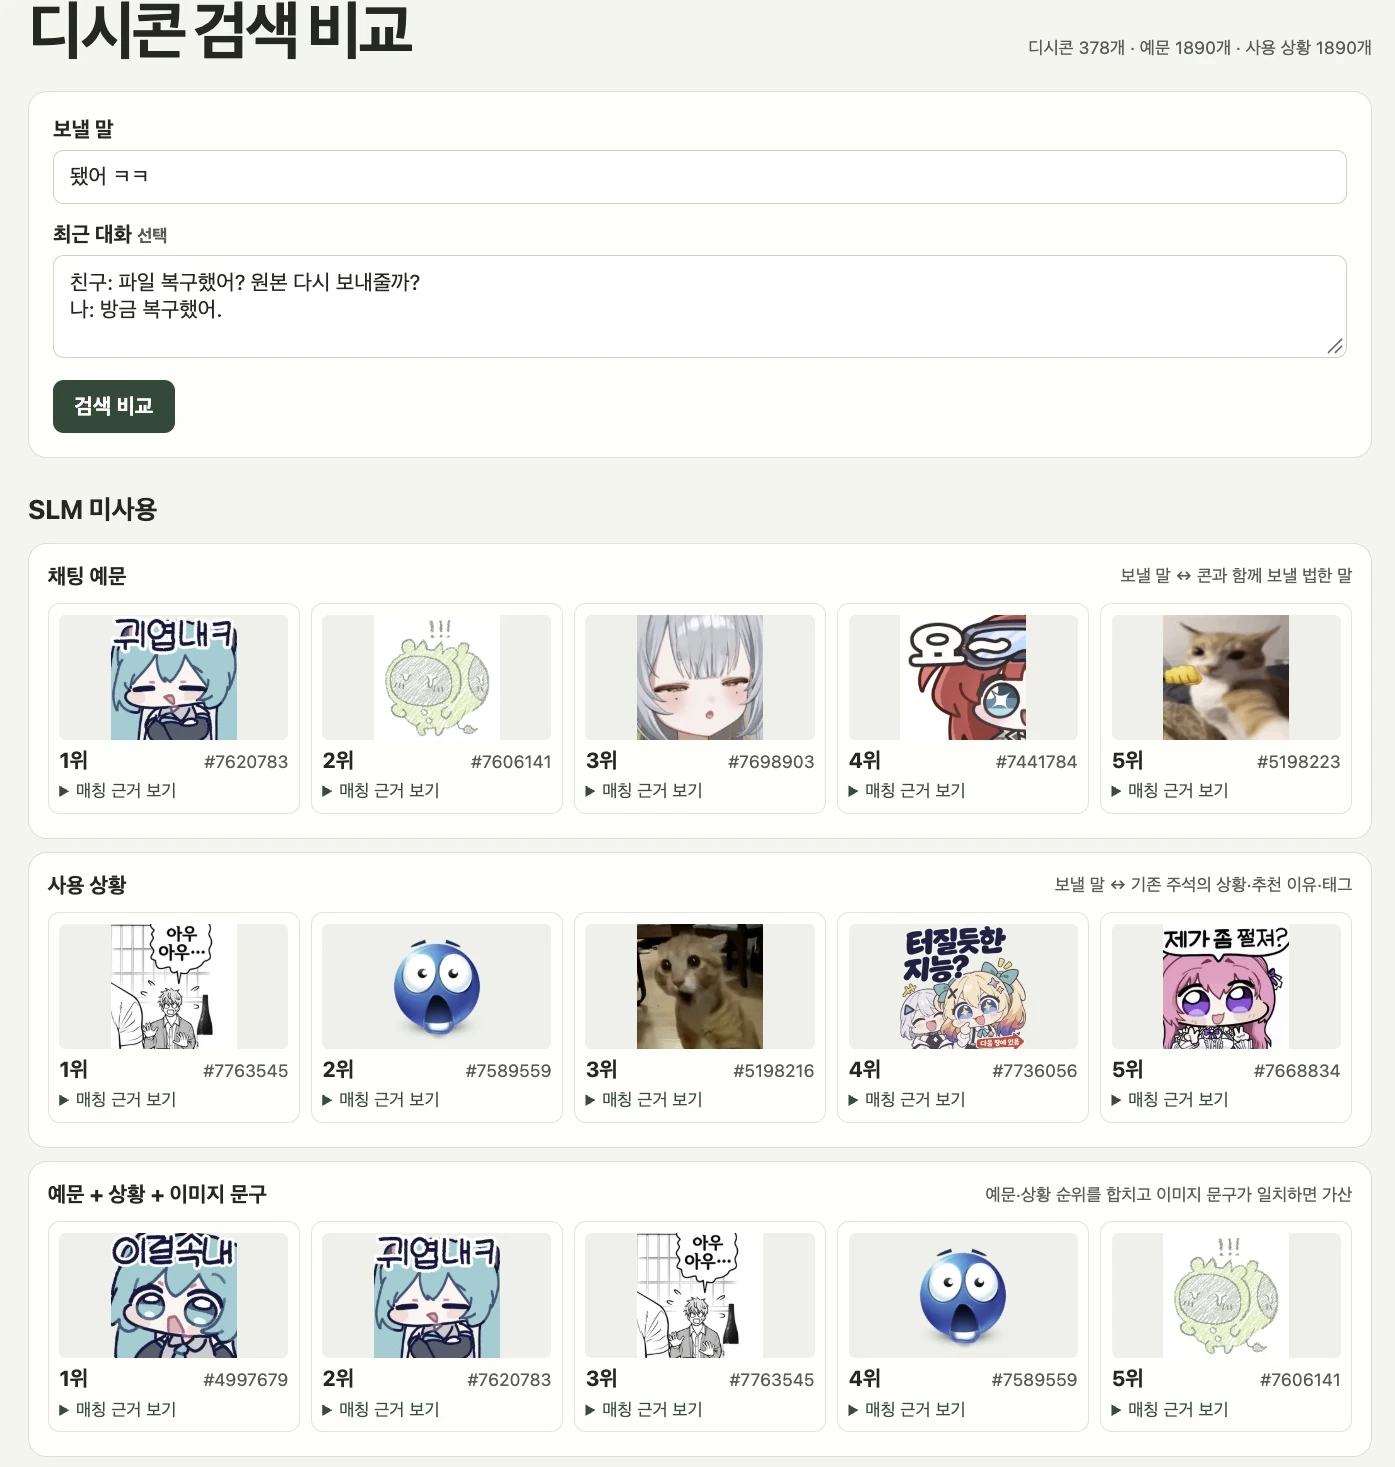 디시콘 검색 비교
디시콘 378개 · 예문 1890개 · 사용 상황 1890개
보낼 말
됐어 ㅋㅋ
최근 대화 선택
친구: 파일 복구했어? 원본 다시 보내줄까?
나: 방금 복구했어.
검색 비교
SLM 미사용
채팅 예문
보낼 말 ↔ 콘과 함께 보낼 법한 말
귀엽내ㅋ
!!!
요
1위 #7620783
2위 #7606141
3위 #7698903
4위 #7441784
5위 #5198223
▶ 매칭 근거 보기
▶ 매칭 근거 보기
▶ 매칭 근거 보기
▶ 매칭 근거 보기
▶ 매칭 근거 보기
사용 상황
보낼 말 ↔ 기존 주석의 상황·추천 이유·태그
아우
아우…
터질듯한
지능?
제가 좀 쩔져?
1위 #7763545
2위 #7589559
3위 #5198216
4위 #7736056
5위 #7668834
▶ 매칭 근거 보기
▶ 매칭 근거 보기
▶ 매칭 근거 보기
▶ 매칭 근거 보기
▶ 매칭 근거 보기
예문 + 상황 + 이미지 문구
예문·상황 순위를 합치고 이미지 문구가 일치하면 가산
이걸속내
귀엽내ㅋ
아우
아우…
!!!
1위 #4997679
2위 #7620783
3위 #7763545
4위 #7589559
5위 #7606141
▶ 매칭 근거 보기
▶ 매칭 근거 보기
▶ 매칭 근거 보기
▶ 매칭 근거 보기
▶ 매칭 근거 보기